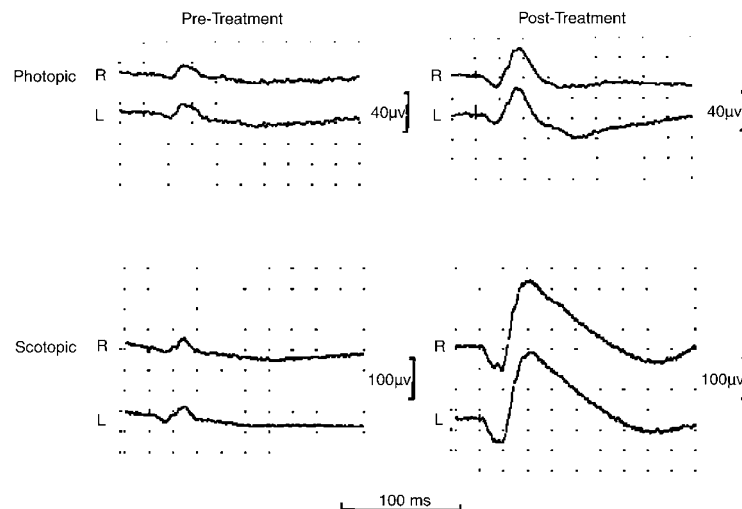 Pre-Treatment
Post-Treatment
Photopic
R
L
40μv
R
L
40μv
Scotopic
R
L
100μv
R
L
100μv
100 ms